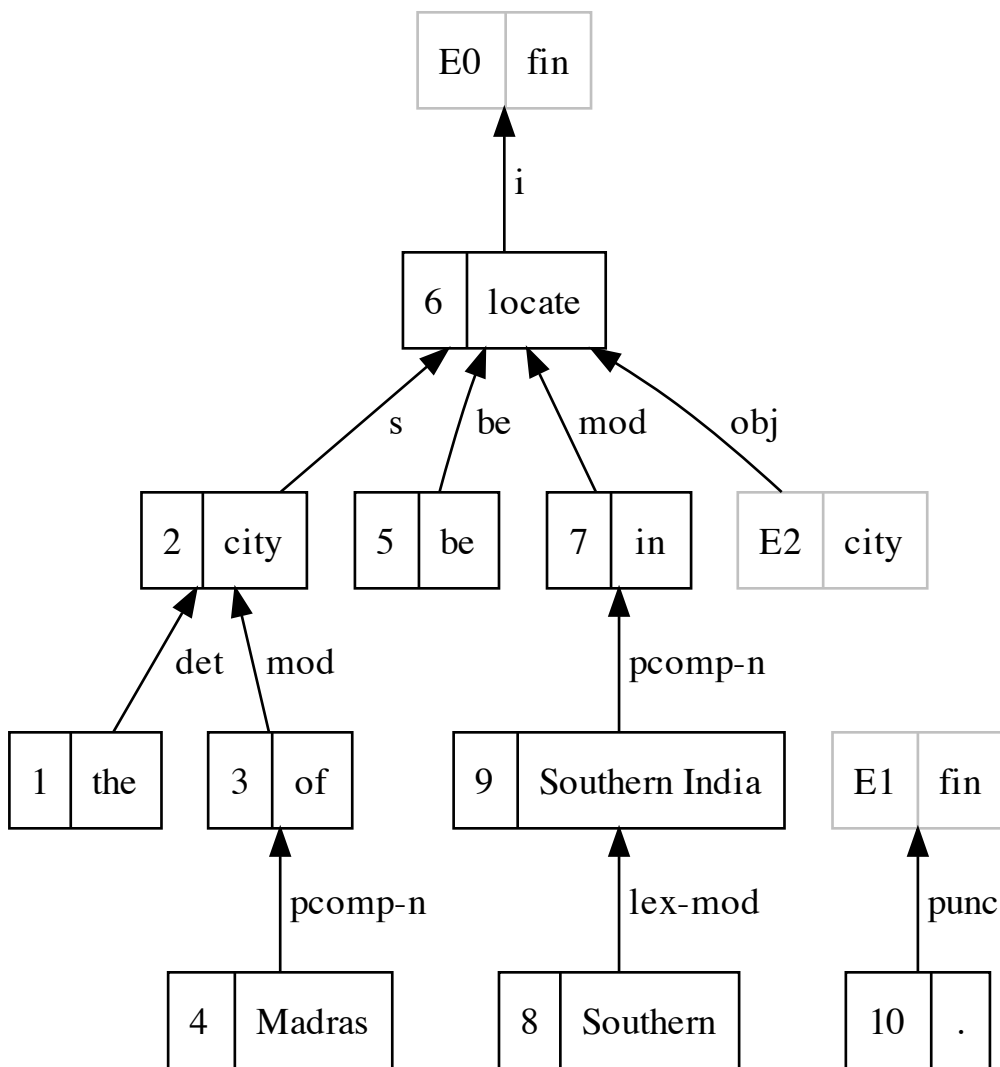 E0 fin
i
6 locate
s be mod obj
2 city 5 be 7 in E2 city
det mod pcomp-n
1 the 3 of 9 Southern India E1 fin
pcomp-n lex-mod punc
4 Madras 8 Southern 10 .